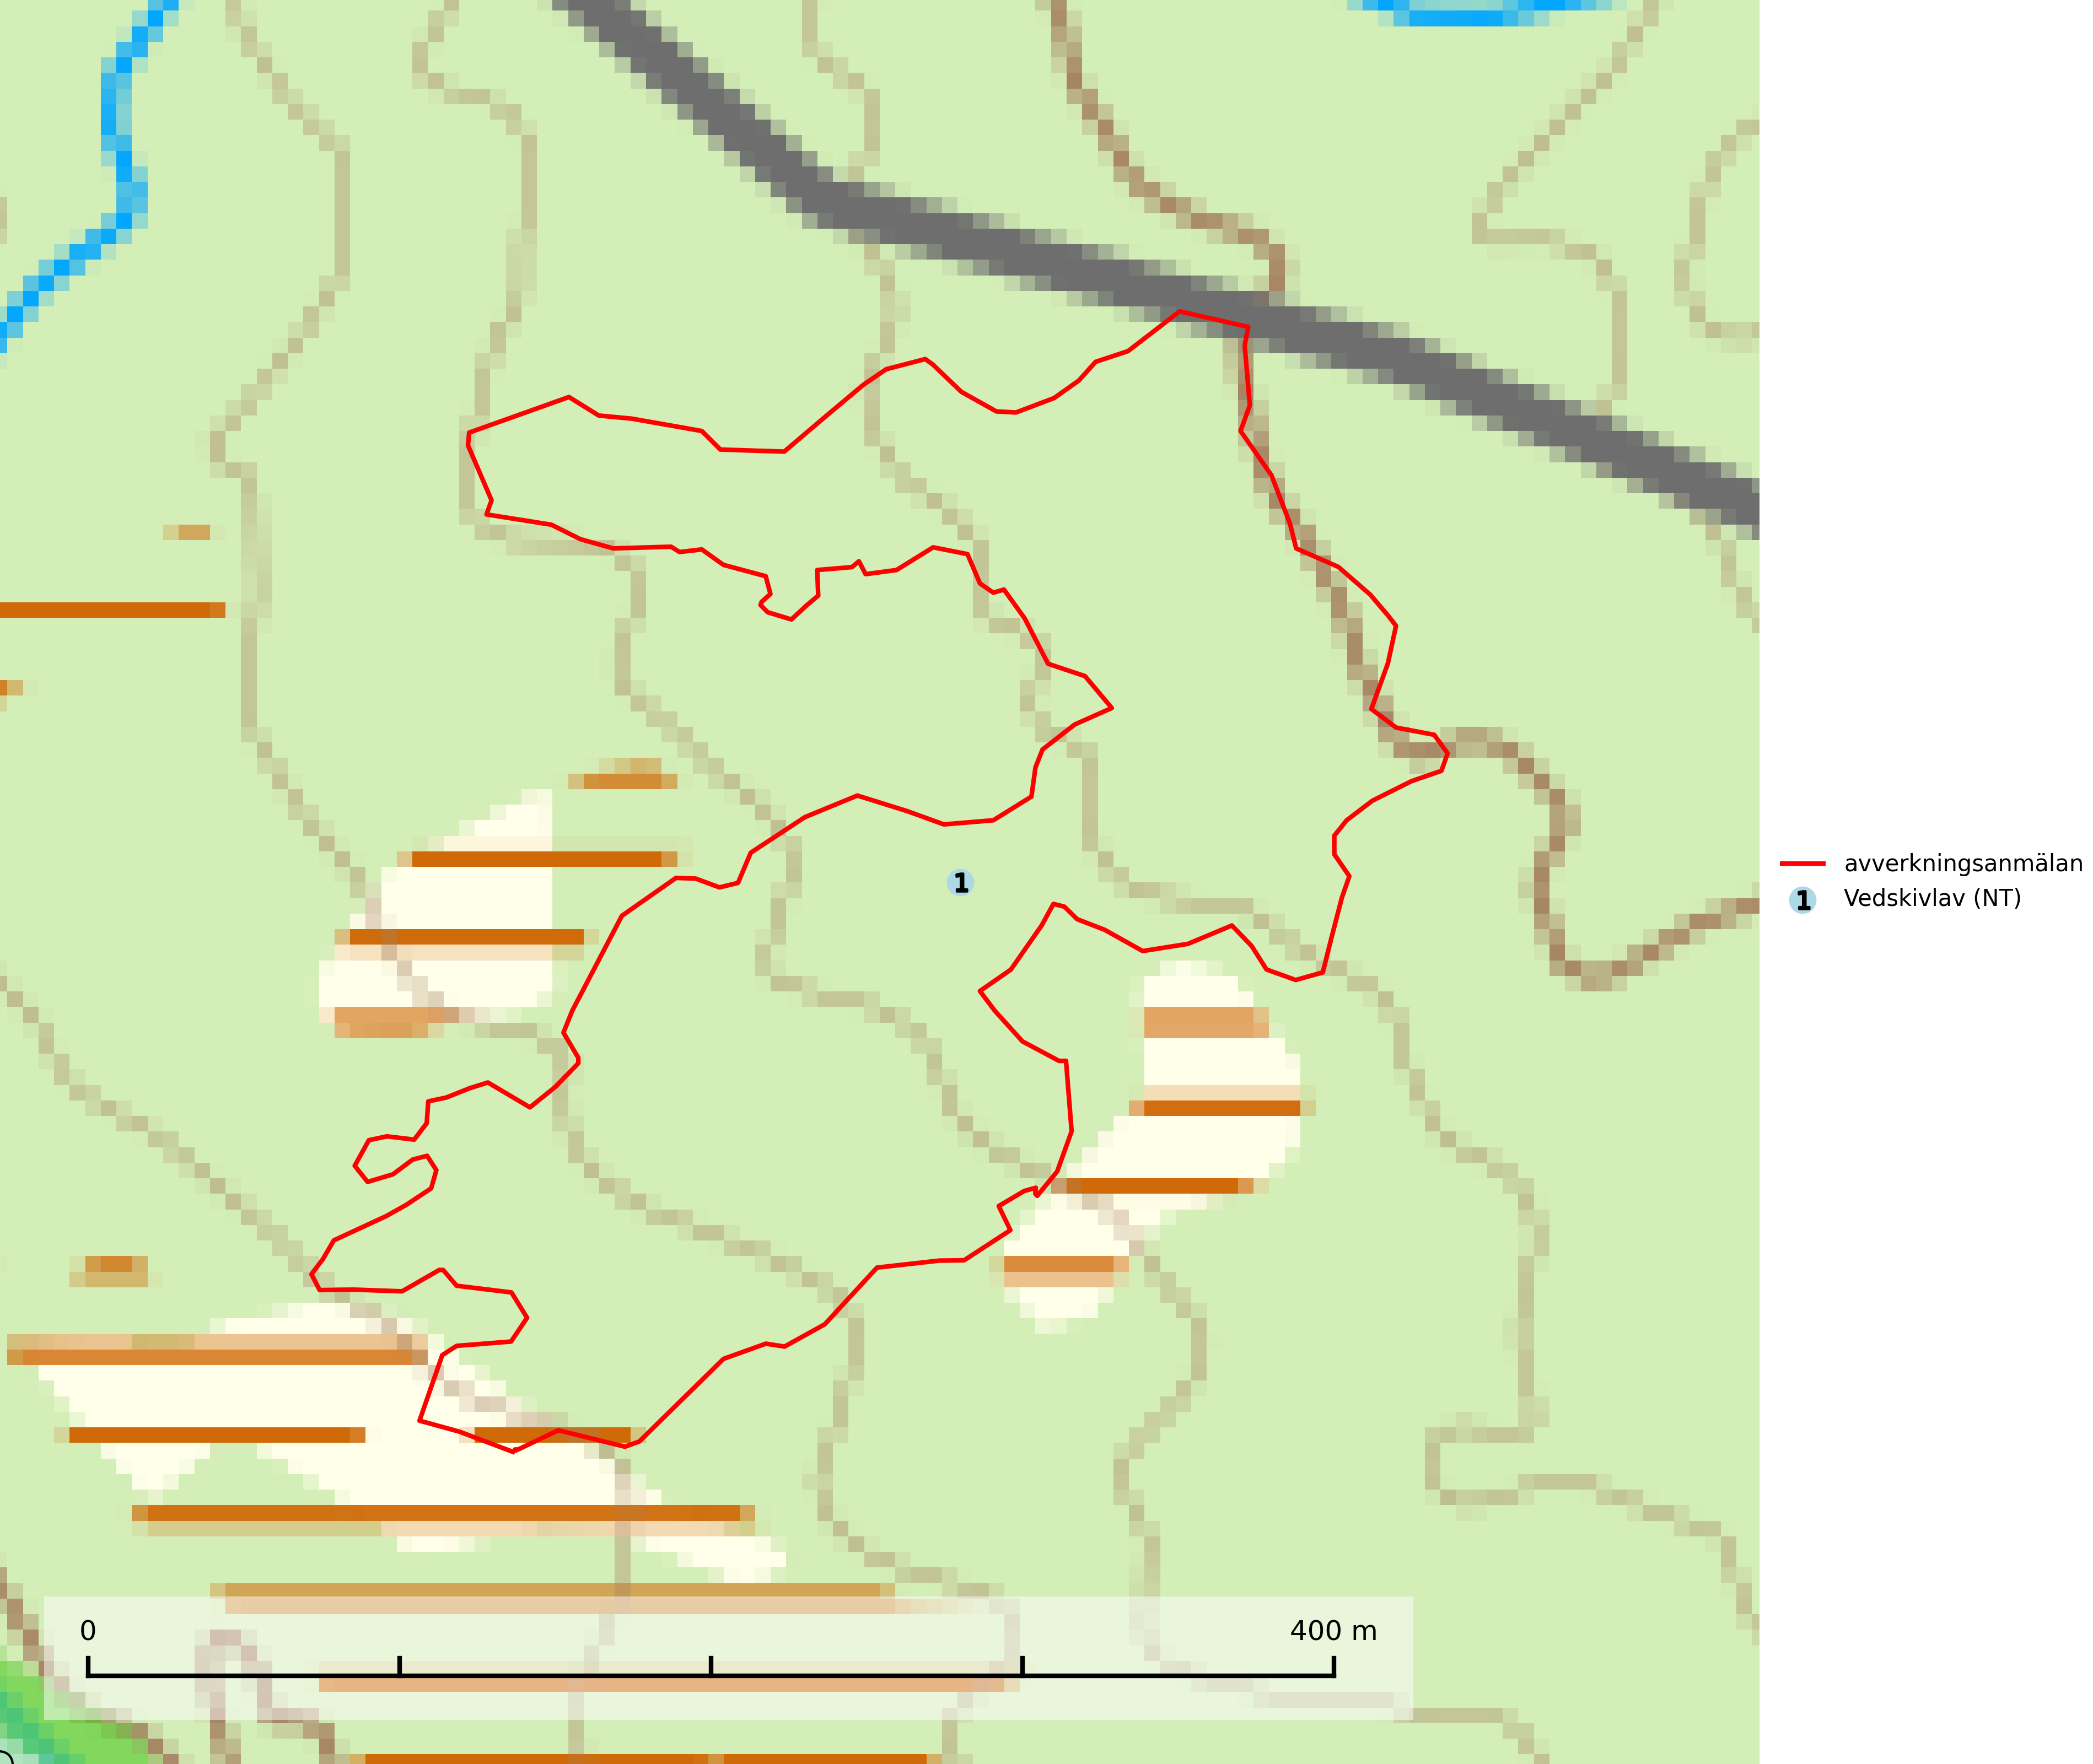 1
avverkningsanmälan
1 Vedskivlav (NT)
0 400 m